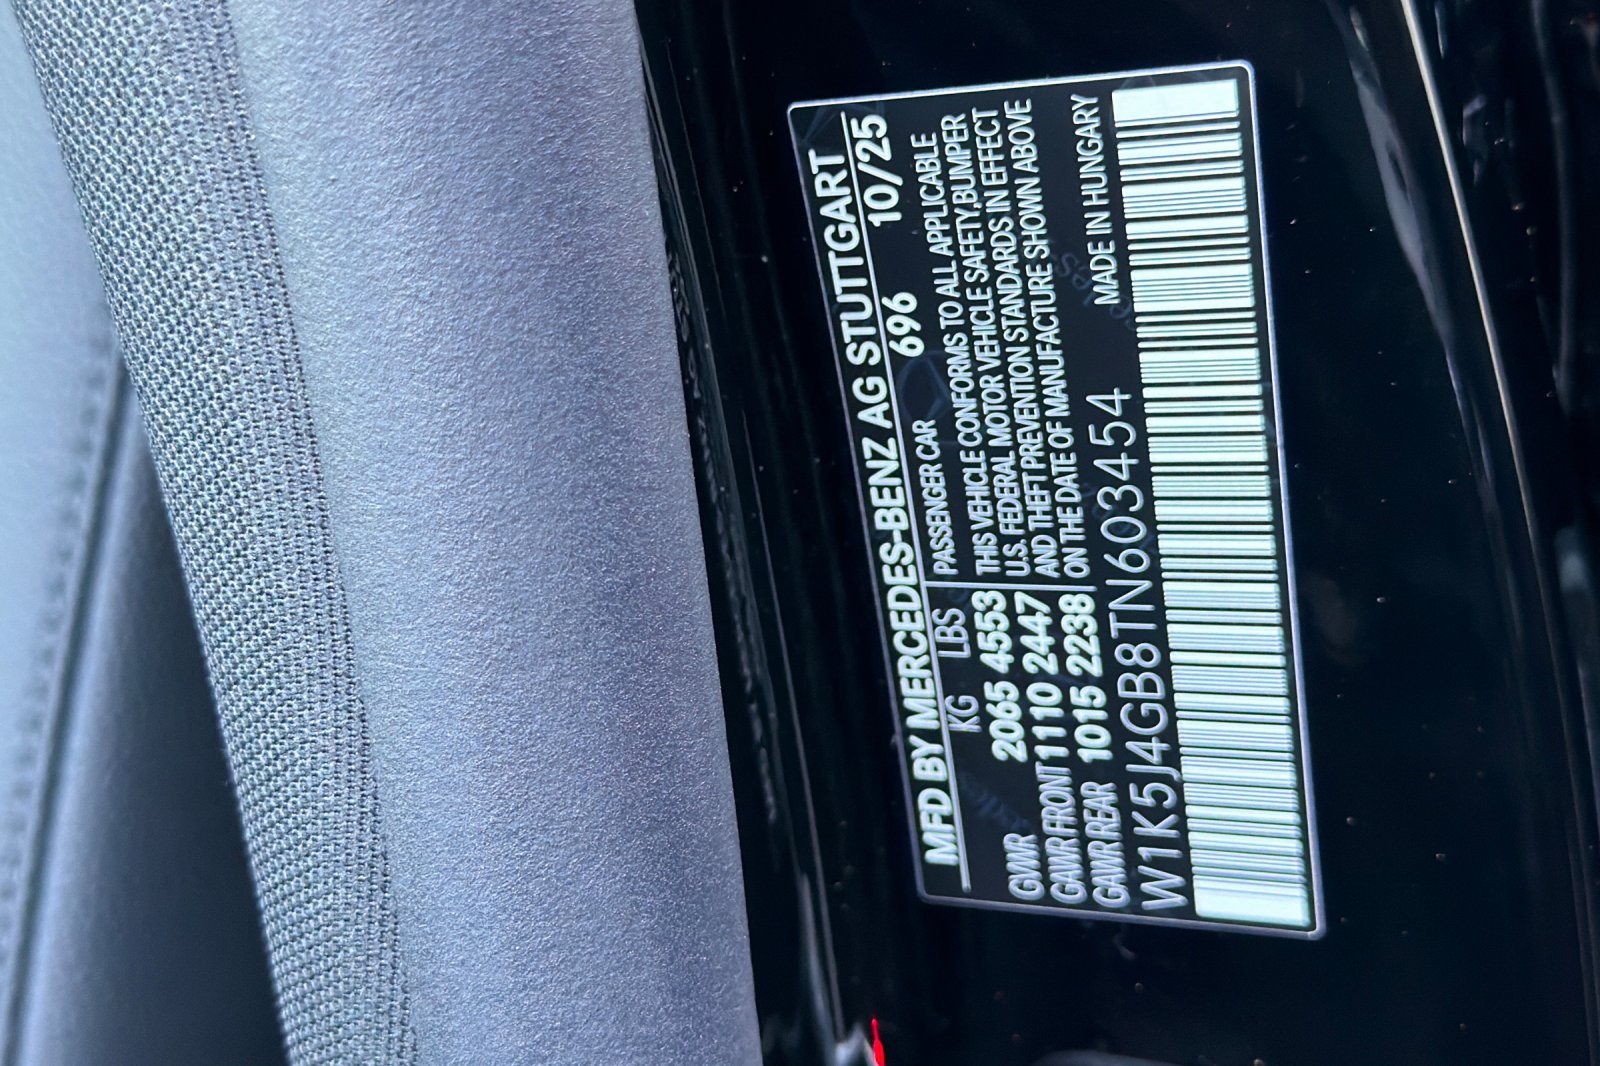 MFD BY MERCEDES-BENZ AG STUTTGART
696 10/25
KG LBS
PASSENGER CAR
GWR 2065 4553
GAWR FRONT 1110 2447
GAWR REAR 1015 2238
THIS VEHICLE CONFORMS TO ALL APPLICABLE
U.S. FEDERAL MOTOR VEHICLE SAFETY,BUMPER
AND THEFT PREVENTION STANDARDS IN EFFECT
ON THE DATE OF MANUFACTURE SHOWN ABOVE
MADE IN HUNGARY
W1K5J4GB8TN603454